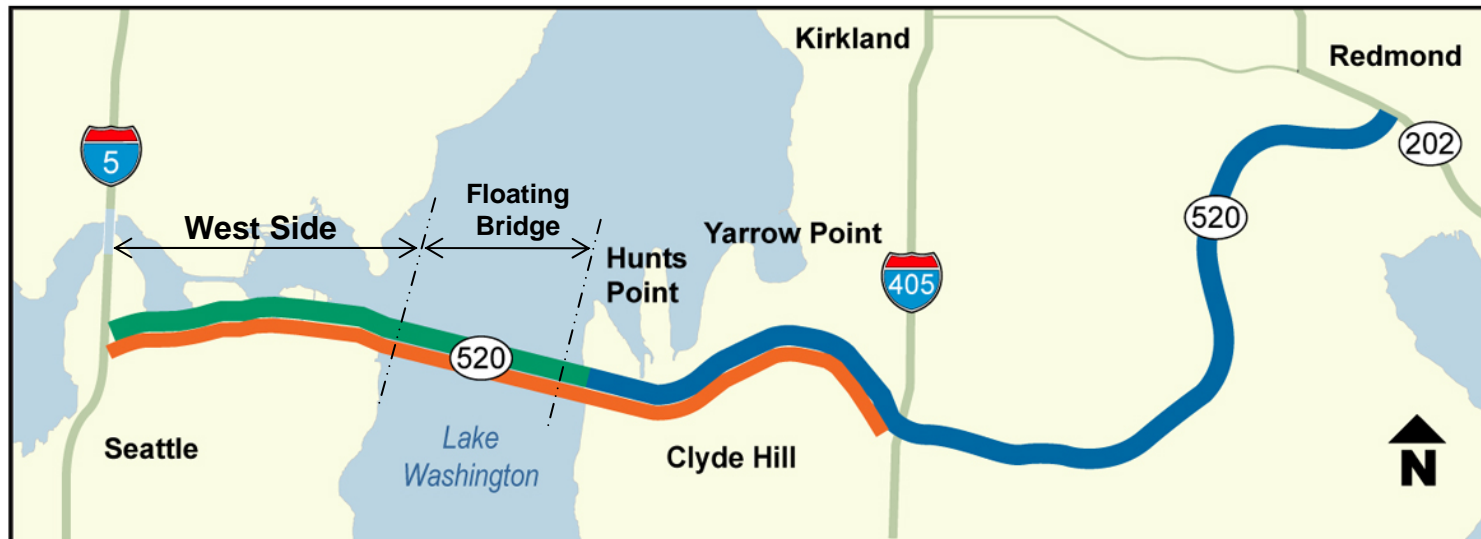 Kirkland
Redmond
202
5
520
West Side
Floating
Bridge
Yarrow Point
Hunts
Point
405
520
Seattle
Lake
Washington
Clyde Hill
N